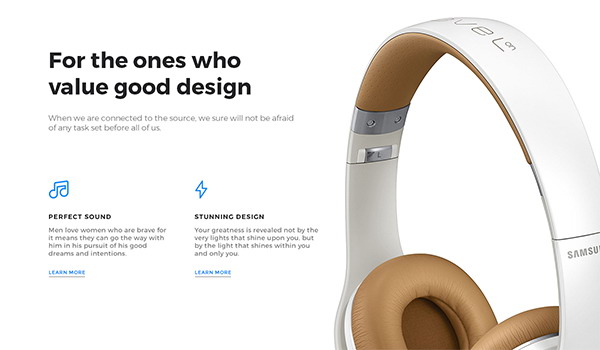 For the ones who
value good design
When we are connected to the source, we sure will not be afraid
of any task set before all of us.
PERFECT SOUND
Men love women who are brave for
it means they can go the way with
him in his pursuit of his good
dreams and intentions.
LEARN MORE
STUNNING DESIGN
Your greatness is revealed not by the
very lights that shine upon you, but
by the light that shines within you
and only you.
LEARN MORE
on
L
SAMSU